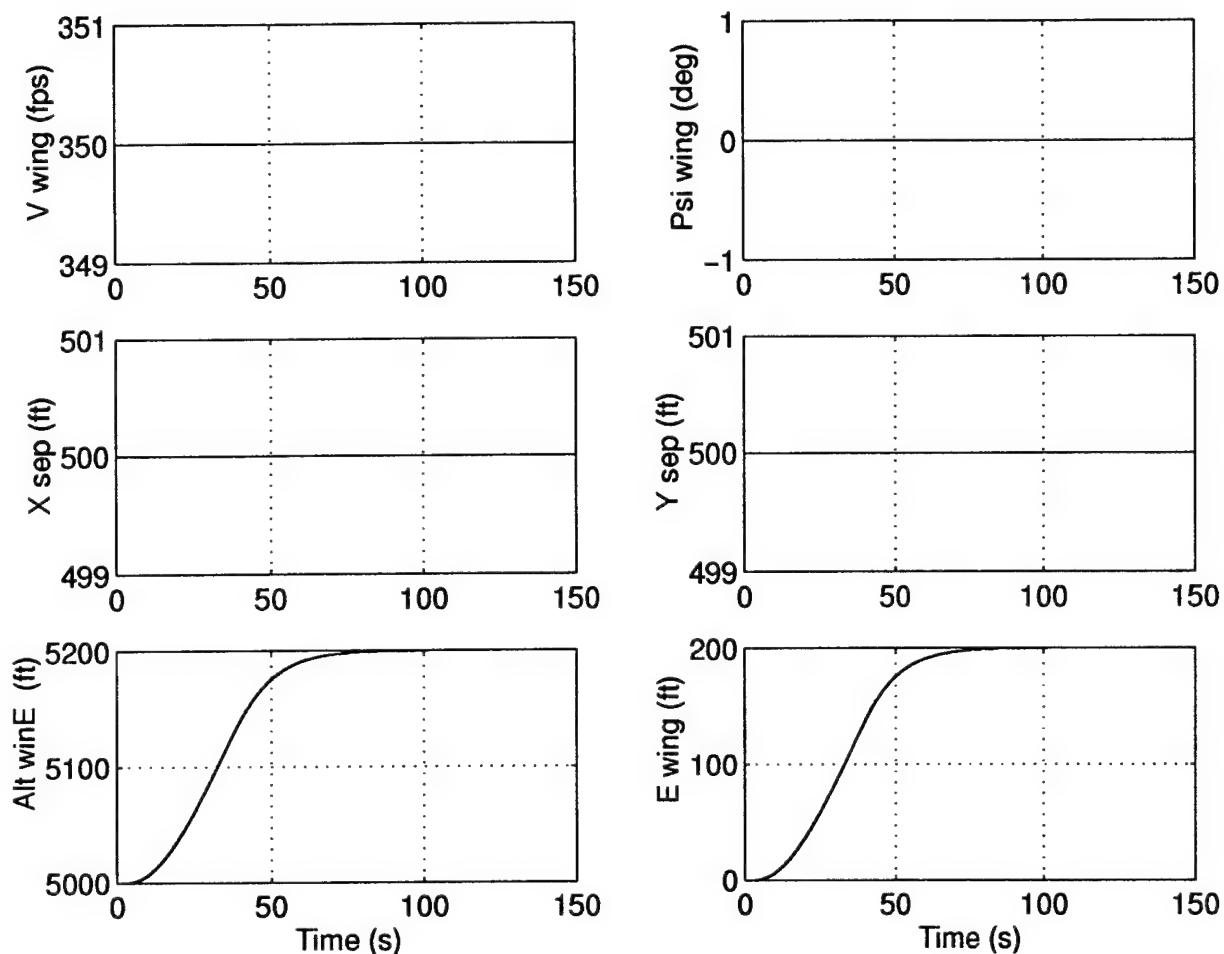 351
V wing (fps)
350
349
0 50 100 150
1
Psi wing (deg)
0
−1
0 50 100 150
501
X sep (ft)
500
499
0 50 100 150
501
Y sep (ft)
500
499
0 50 100 150
5200
Alt winE (ft)
5100
5000
0 50 100 150
Time (s)
200
E wing (ft)
100
0
0 50 100 150
Time (s)